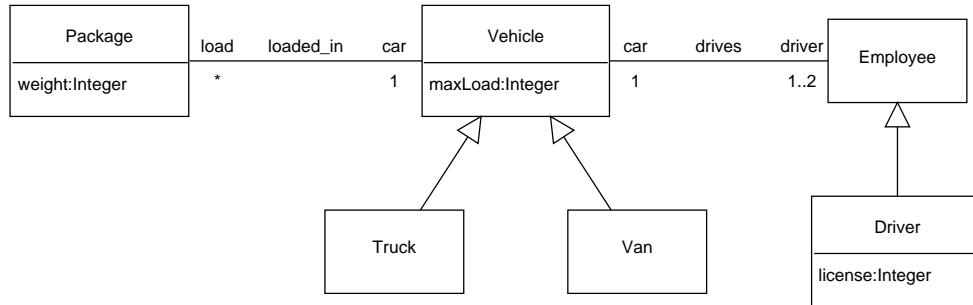 Package
weight:Integer
load loaded_in car
* 1
Vehicle
maxLoad:Integer
car drives driver
1 1..2
Employee
Truck
Van
Driver
license:Integer